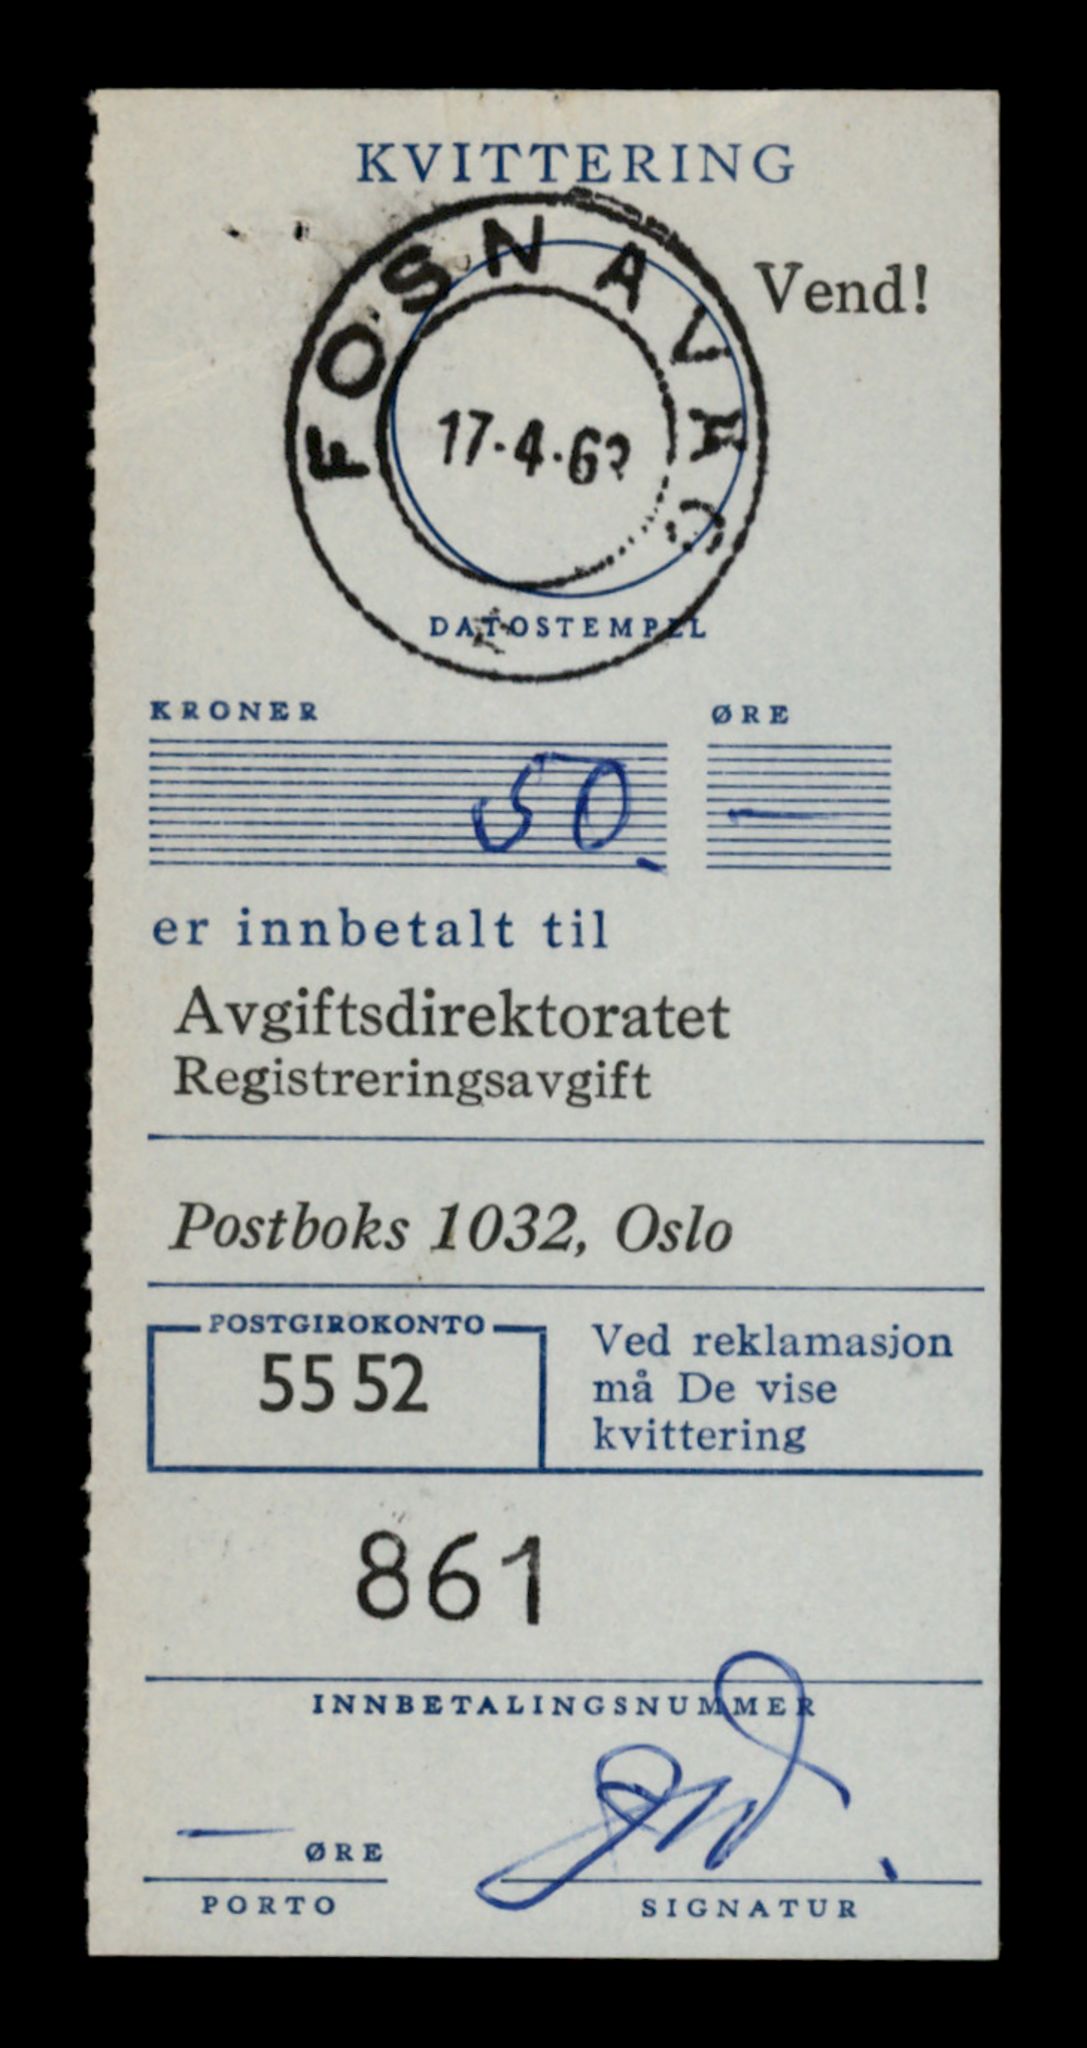 KVITTERING
Vend!
FOSNAVÅG
17.4.6
DATOSTEMPEL
KRONER ØRE
50. —
er innbetalt til
Avgiftsdirektoratet
Registreringsavgift
Postboks 1032, Oslo
POSTGIROKONTO
55 52
Ved reklamasjon
må De vise
kvittering
861
INNBETALINGSNUMMER
— ØRE
PORTO
SIGNATUR